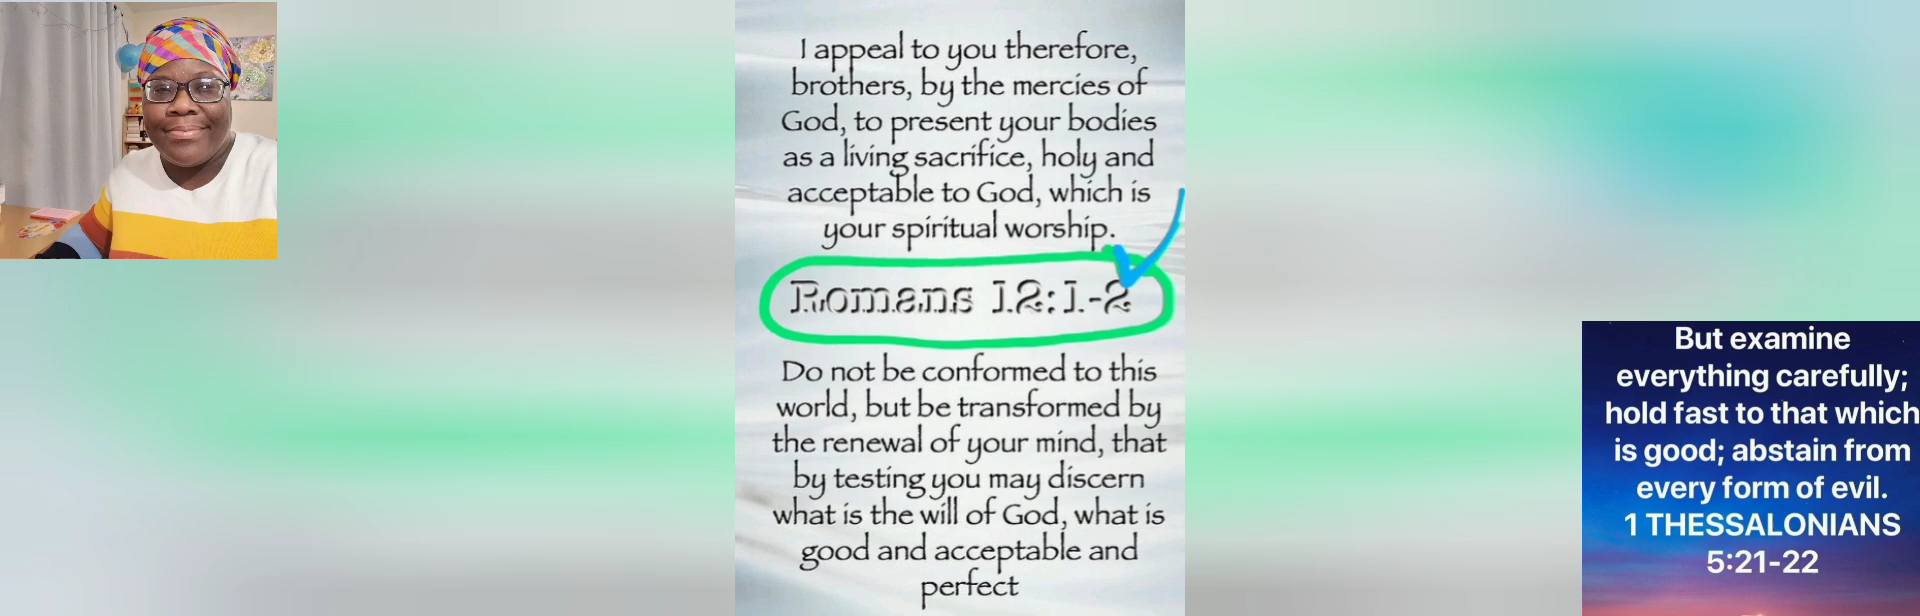 I appeal to you therefore,
brothers, by the mercies of
God, to present your bodies
as a living sacrifice, holy and
acceptable to God, which is
your spiritual worship.
Romans 12:1-2
Do not be conformed to this
world, but be transformed by
the renewal of your mind, that
by testing you may discern
what is the will of God, what is
good and acceptable and
perfect
But examine
everything carefully;
hold fast to that which
is good; abstain from
every form of evil.
1 THESSALONIANS
5:21-22